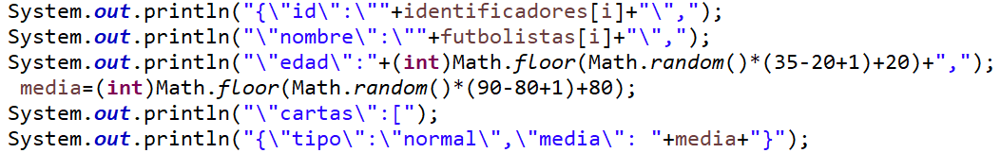 System.out.println("{\"id\":\""+identificadores[i]+"\",");
System.out.println("\"nombre\":\""+futbolistas[i]+"\",");
System.out.println("\"edad\":"+(int)Math.floor(Math.random()*(35-20+1)+20)+",");
media=(int)Math.floor(Math.random()*(90-80+1)+80);
System.out.println("\"cartas\":[");
System.out.println("{\"tipo\":\"normal\",\"media\": "+media+"}");